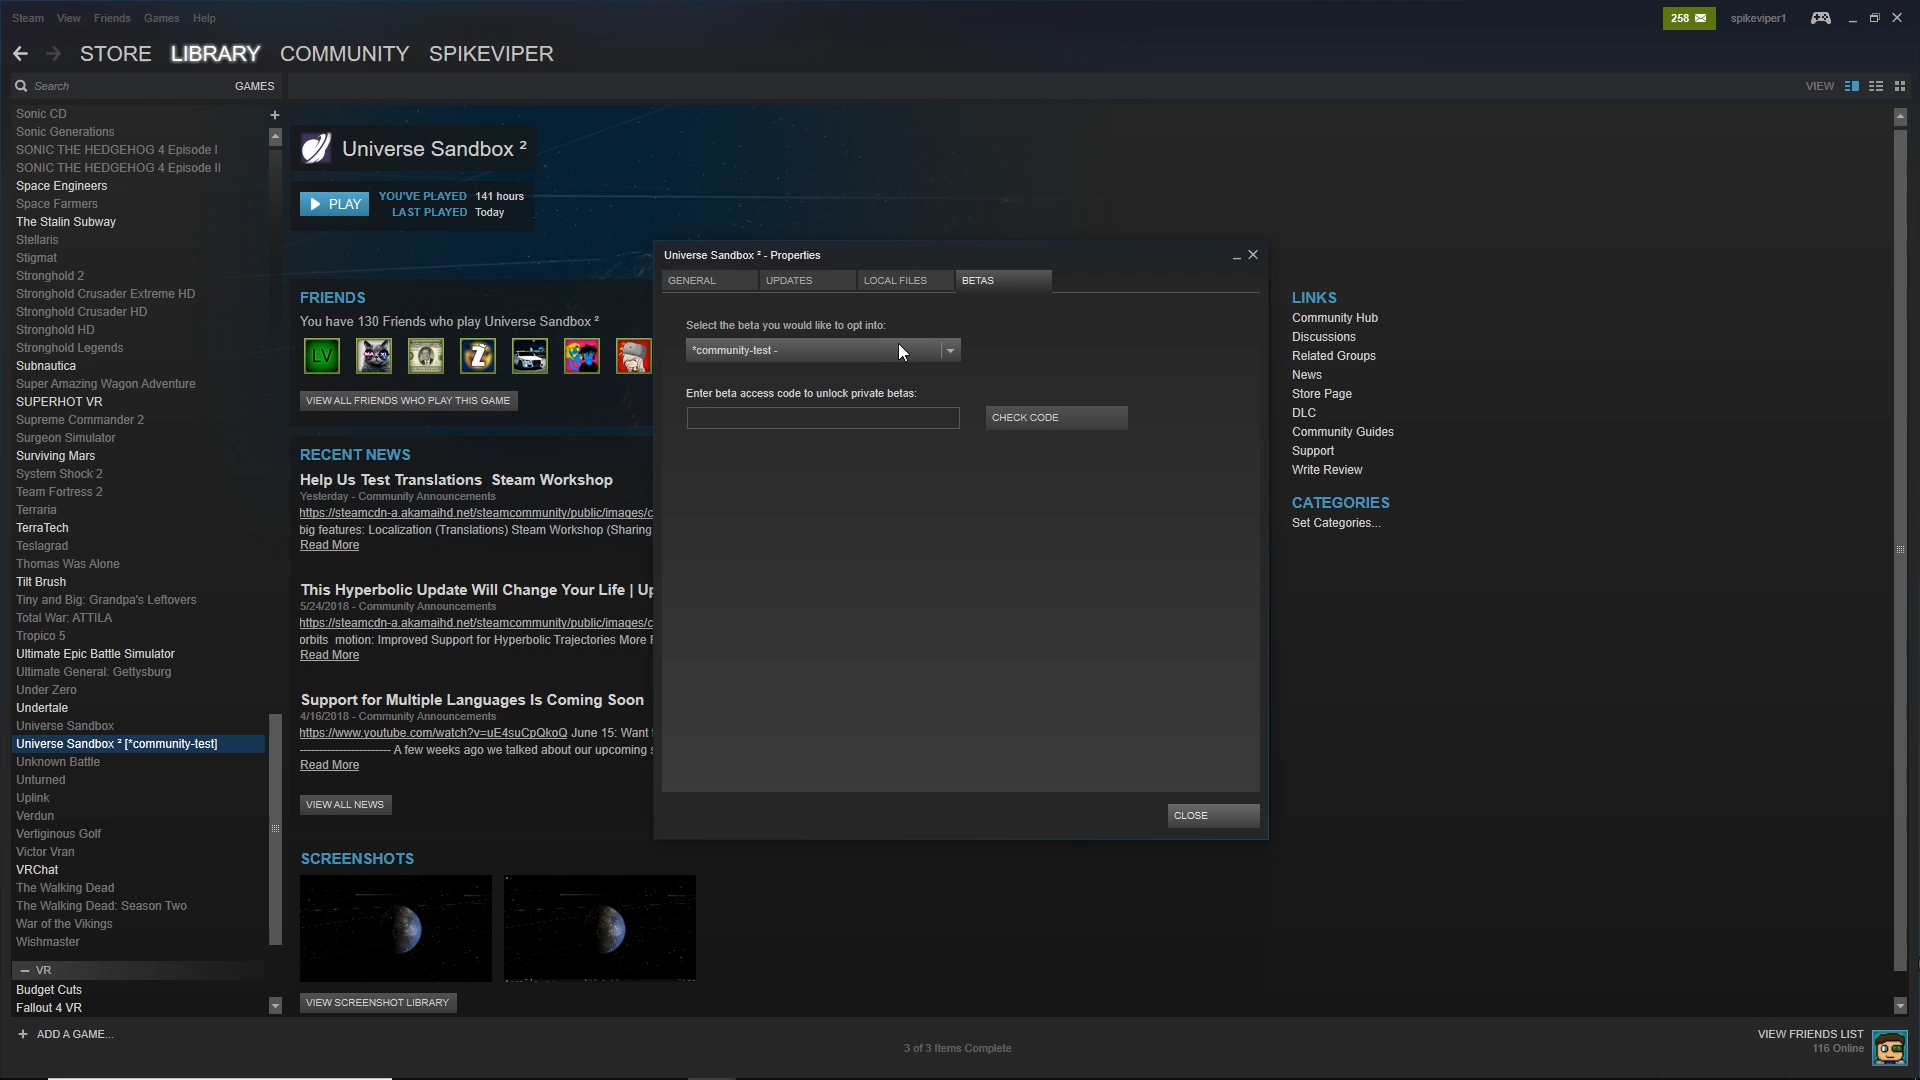 Steam View Friends Games Help
258 spikeviper1
STORE LIBRARY COMMUNITY SPIKEVIPER
Search GAMES
VIEW
Sonic CD
Sonic Generations
SONIC THE HEDGEHOG 4 Episode I
SONIC THE HEDGEHOG 4 Episode II
Space Engineers
Space Farmers
The Stalin Subway
Stellaris
Stigmat
Stronghold 2
Stronghold Crusader Extreme HD
Stronghold Crusader HD
Stronghold HD
Stronghold Legends
Subnautica
Super Amazing Wagon Adventure
SUPERHOT VR
Supreme Commander 2
Surgeon Simulator
Surviving Mars
System Shock 2
Team Fortress 2
Terraria
TerraTech
Teslagrad
Thomas Was Alone
Tilt Brush
Tiny and Big: Grandpa's Leftovers
Total War: ATTILA
Tropico 5
Ultimate Epic Battle Simulator
Ultimate General: Gettysburg
Under Zero
Undertale
Universe Sandbox
Universe Sandbox ² [*community-test]
Unknown Battle
Unturned
Uplink
Verdun
Vertiginous Golf
Victor Vran
VRChat
The Walking Dead
The Walking Dead: Season Two
War of the Vikings
Wishmaster
VR
Budget Cuts
Fallout 4 VR
+ ADD A GAME...
Universe Sandbox ²
PLAY
YOU'VE PLAYED 141 hours
LAST PLAYED Today
FRIENDS
You have 130 Friends who play Universe Sandbox ²
LV
VIEW ALL FRIENDS WHO PLAY THIS GAME
RECENT NEWS
Help Us Test Translations Steam Workshop
Yesterday - Community Announcements
https://steamcdn-a.akamaihd.net/steamcommunity/public/images/c
big features: Localization (Translations) Steam Workshop (Sharing
Read More
This Hyperbolic Update Will Change Your Life | Up
5/24/2018 - Community Announcements
https://steamcdn-a.akamaihd.net/steamcommunity/public/images/c
orbits motion: Improved Support for Hyperbolic Trajectories More
Read More
Support for Multiple Languages Is Coming Soon
4/16/2018 - Community Announcements
https://www.youtube.com/watch?v=uE4suCpQkoQ June 15: Want
---------------------- A few weeks ago we talked about our upcoming
Read More
VIEW ALL NEWS
SCREENSHOTS
VIEW SCREENSHOT LIBRARY
Universe Sandbox ² - Properties
GENERAL UPDATES LOCAL FILES BETAS
Select the beta you would like to opt into:
*community-test -
Enter beta access code to unlock private betas:
CHECK CODE
CLOSE
LINKS
Community Hub
Discussions
Related Groups
News
Store Page
DLC
Community Guides
Support
Write Review
CATEGORIES
Set Categories...
3 of 3 Items Complete
VIEW FRIENDS LIST
116 Online